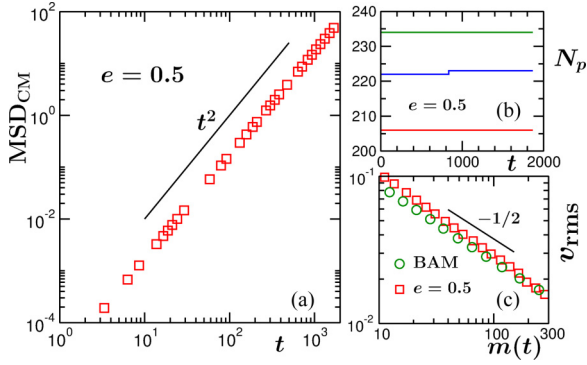 10^2
10^0
10^-2
10^-4
MSD_CM
e = 0.5
t^2
(a)
10^0
10^1
10^2
10^3
t
240
230
220
210
200
N_p
e = 0.5
(b)
0
1000
t
2000
10^-1
10^-2
v_rms
−1/2
BAM
e = 0.5
(c)
10
100
300
m(t)